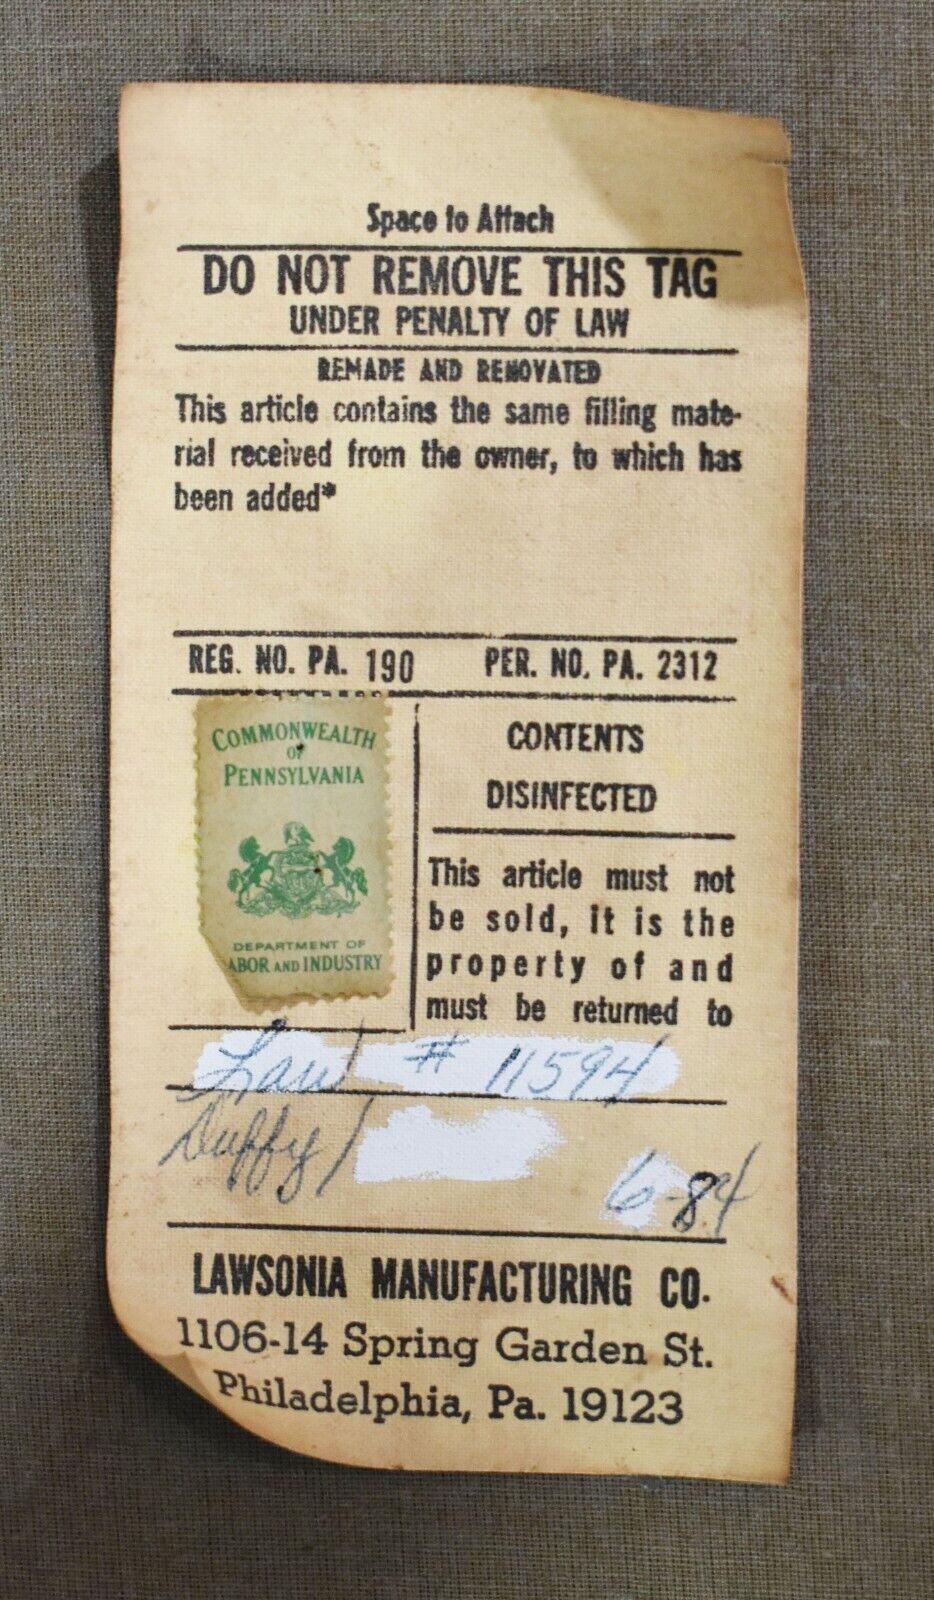 Space to Attach
DO NOT REMOVE THIS TAG
UNDER PENALTY OF LAW
REMADE AND RENOVATED
This article contains the same filling mate-
rial received from the owner, to which has
been added*
REG. NO. PA. 190 PER. NO. PA. 2312
COMMONWEALTH
OF
PENNSYLVANIA
DEPARTMENT OF
ABOR AND INDUSTRY
CONTENTS
DISINFECTED
This article must not
be sold, it is the
property of and
must be returned to
# 11594
Duffy
6-84
LAWSONIA MANUFACTURING CO.
1106-14 Spring Garden St.
Philadelphia, Pa. 19123